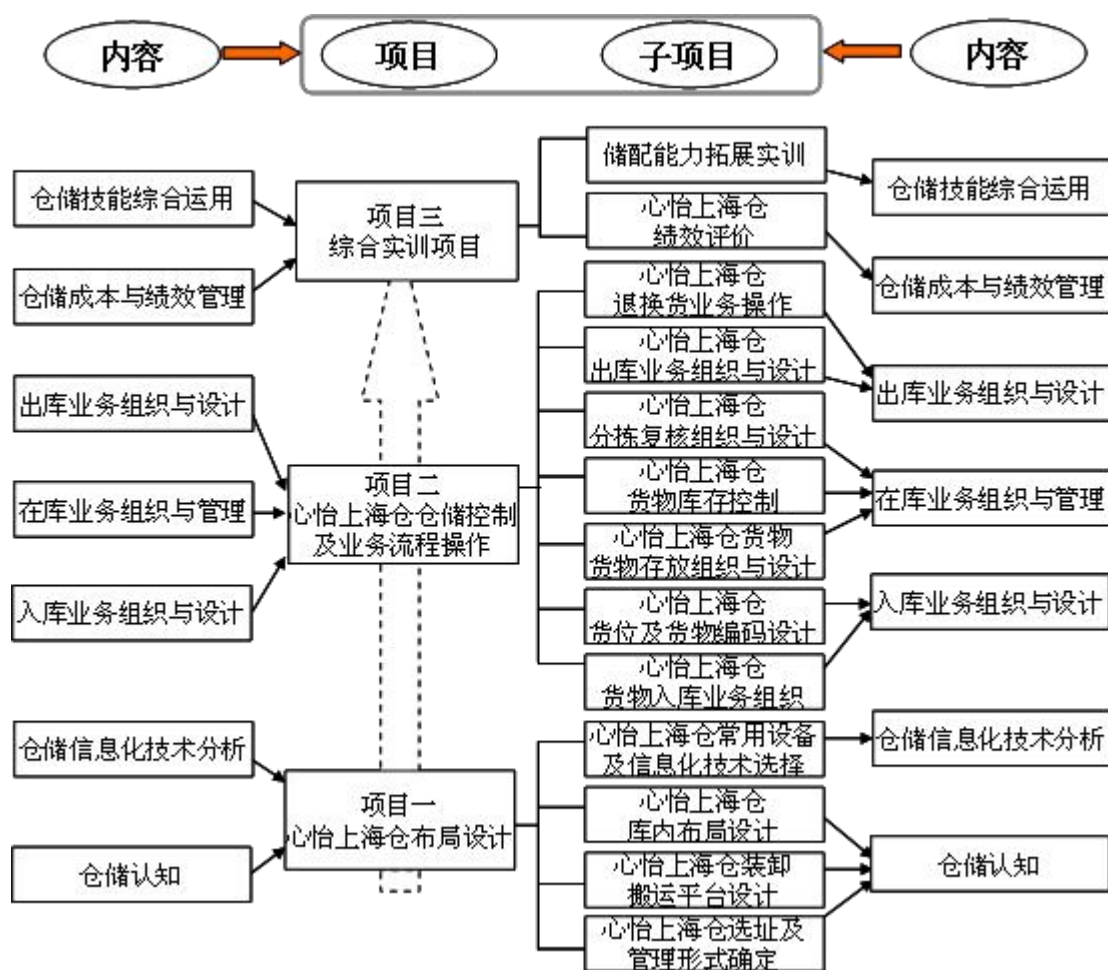 内容
项目
子项目
内容
仓储技能综合运用
仓储成本与绩效管理
出库业务组织与设计
在库业务组织与管理
入库业务组织与设计
仓储信息化技术分析
仓储认知
项目三
综合实训项目
项目二
心怡上海仓仓储控制
及业务流程操作
项目一
心怡上海仓布局设计
储配能力拓展实训
心怡上海仓
绩效评价
心怡上海仓
退换货业务操作
心怡上海仓
出库业务组织与设计
心怡上海仓
分拣复核组织与设计
心怡上海仓
货物库存控制
心怡上海仓货物
货物存放组织与设计
心怡上海仓
货位及货物编码设计
心怡上海仓
货物入库业务组织
心怡上海仓常用设备
及信息化技术选择
心怡上海仓
库内布局设计
心怡上海仓装卸
搬运平台设计
心怡上海仓选址及
管理形式确定
仓储技能综合运用
仓储成本与绩效管理
出库业务组织与设计
在库业务组织与管理
入库业务组织与设计
仓储信息化技术分析
仓储认知